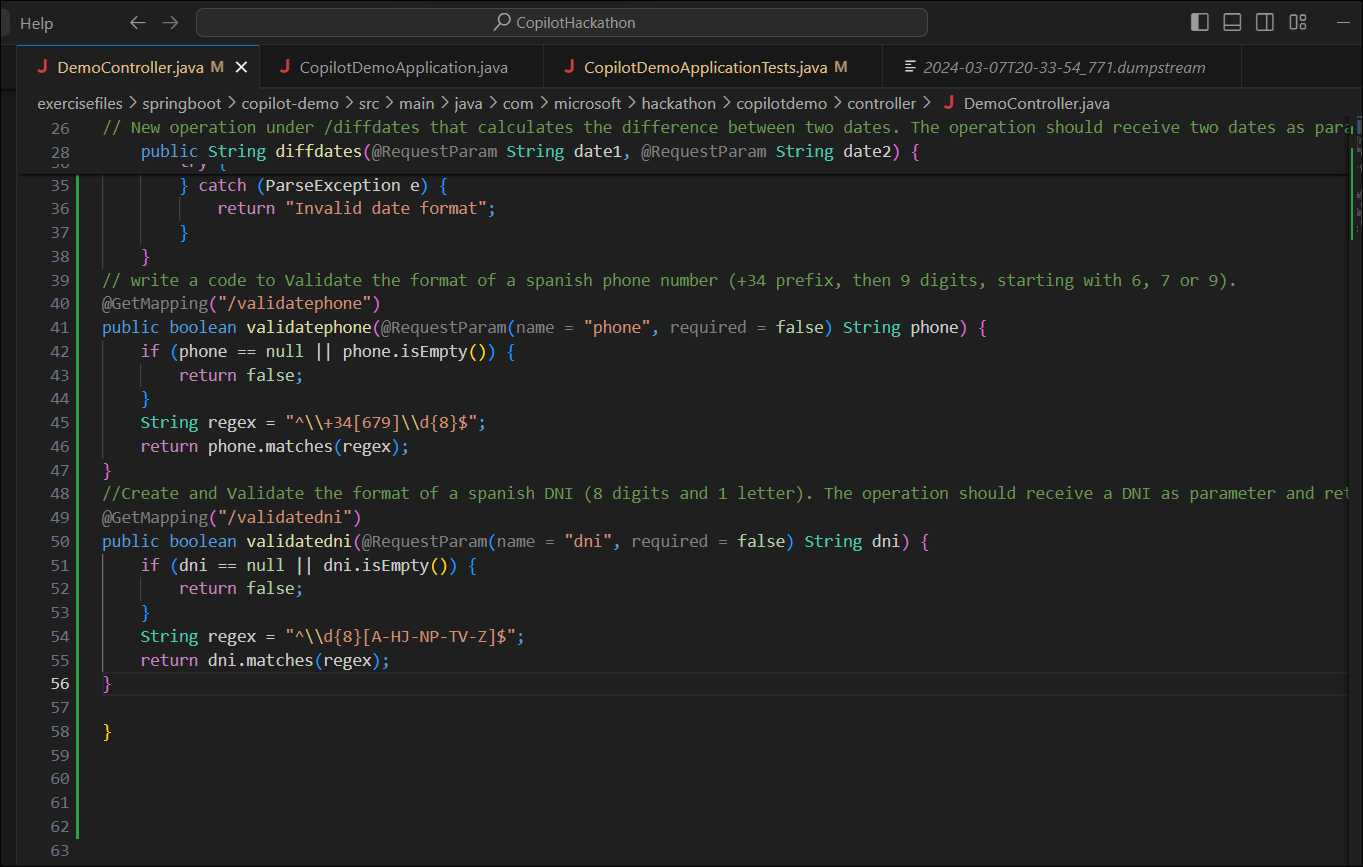 Help CopilotHackathon
DemoController.java M CopilotDemoApplication.java CopilotDemoApplicationTests.java M 2024-03-07T20-33-54_771.dumpstream
exercisefiles > springboot > copilot-demo > src > main > java > com > microsoft > hackathon > copilotdemo > controller > J DemoController.java
26 // New operation under /diffdates that calculates the difference between two dates. The operation should receive two dates as para
28 public String diffdates(@RequestParam String date1, @RequestParam String date2) {
30 try {
35 } catch (ParseException e) {
36 return "Invalid date format";
37 }
38 }
39 // write a code to Validate the format of a spanish phone number (+34 prefix, then 9 digits, starting with 6, 7 or 9).
40 @GetMapping("/validatephone")
41 public boolean validatephone(@RequestParam(name = "phone", required = false) String phone) {
42 if (phone == null || phone.isEmpty()) {
43 return false;
44 }
45 String regex = "^\\+34[679]\\d{8}$";
46 return phone.matches(regex);
47 }
48 //Create and Validate the format of a spanish DNI (8 digits and 1 letter). The operation should receive a DNI as parameter and ret
49 @GetMapping("/validatedni")
50 public boolean validatedni(@RequestParam(name = "dni", required = false) String dni) {
51 if (dni == null || dni.isEmpty()) {
52 return false;
53 }
54 String regex = "^\\d{8}[A-HJ-NP-TV-Z]$";
55 return dni.matches(regex);
56 }
57
58 }
59
60
61
62
63